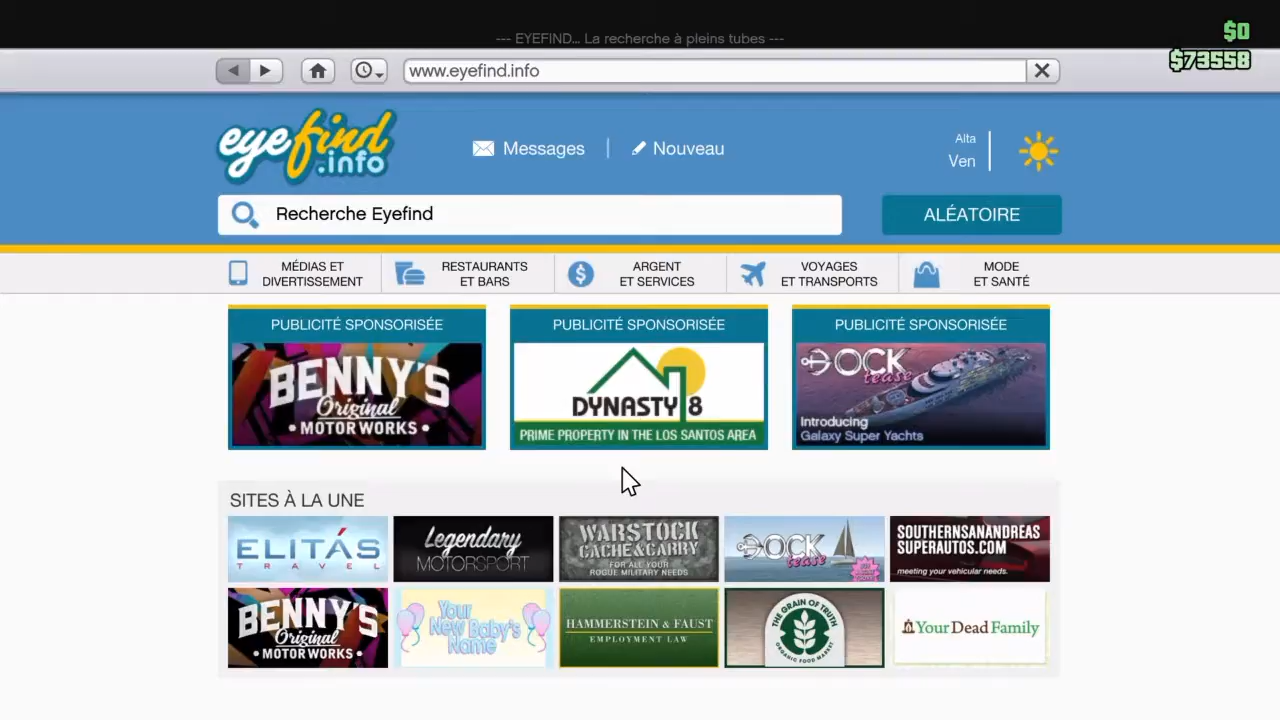 --- EYEFIND... La recherche à pleins tubes ---
$0
$73558
www.eyefind.info
eyefind
.info
Messages
Nouveau
Alta
Ven
Recherche Eyefind
ALÉATOIRE
MÉDIAS ET
DIVERTISSEMENT
RESTAURANTS
ET BARS
ARGENT
ET SERVICES
VOYAGES
ET TRANSPORTS
MODE
ET SANTÉ
PUBLICITÉ SPONSORISÉE
BENNY'S
Original
• MOTOR WORKS •
PUBLICITÉ SPONSORISÉE
DYNASTY 8
PRIME PROPERTY IN THE LOS SANTOS AREA
PUBLICITÉ SPONSORISÉE
DOCK
tease
Introducing
Galaxy Super Yachts
SITES À LA UNE
ELITÁS
TRAVEL
Legendary
MOTORSPORT
WARSTOCK
CACHE & CARRY
FOR ALL YOUR
ROGUE MILITARY NEEDS
DOCK
tease
SOUTHERNSANANDREAS
SUPERAUTOS.COM
meeting your vehicular needs.
BENNY'S
Original
• MOTOR WORKS •
Your
New Baby's
Name
HAMMERSTEIN & FAUST
EMPLOYMENT LAW
THE GRAIN OF TRUTH
ORGANIC FOOD MARKET
YourDeadFamily